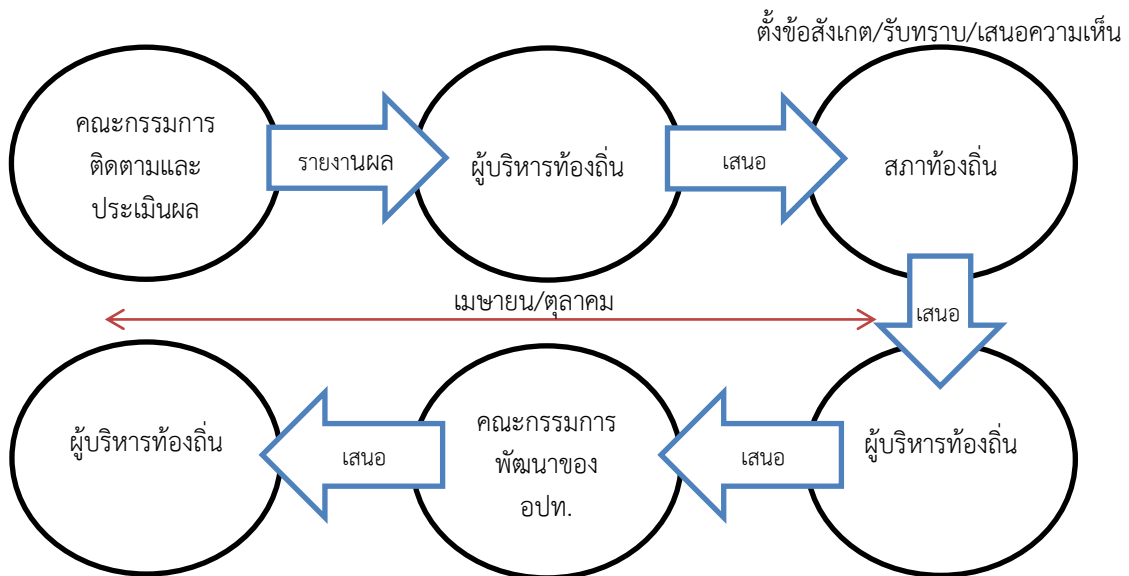 ตั้งข้อสังเกต/รับทราบ/เสนอความเห็น
คณะกรรมการ
ติดตามและ
ประเมินผล
รายงานผล
ผู้บริหารท้องถิ่น
เสนอ
สภาท้องถิ่น
เสนอ
เมษายน/ตุลาคม
ผู้บริหารท้องถิ่น
เสนอ
คณะกรรมการ
พัฒนาของ
อปท.
เสนอ
ผู้บริหารท้องถิ่น